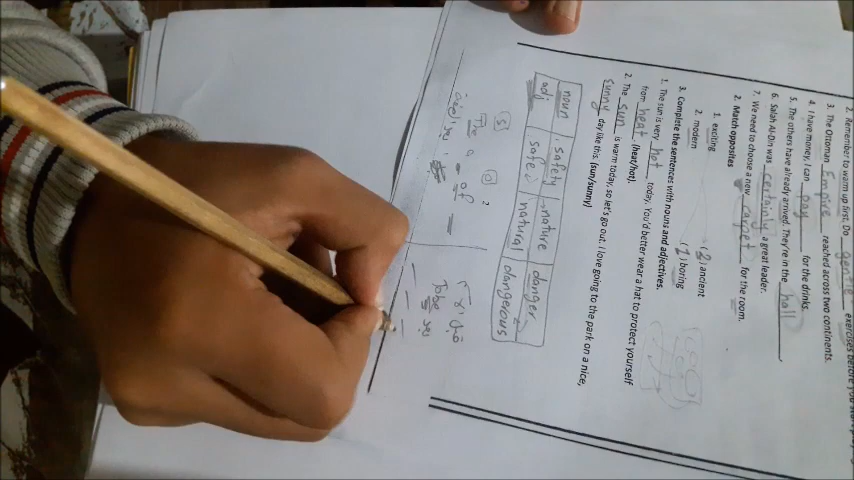 2. Remember to warm up first. Do gentle exercises before you
3. The Ottoman Empire reached across two continents.
4. I have money, I can pay for the drinks.
5. The others have already arrived. They're in the hall
6. Salah Al-Din was certainly a great leader.
7. We need to choose a new carpet for the room.
2. Match opposites
1. exciting (2) ancient
2. modern (1) boring
3. Complete the sentences with nouns and adjectives.
1. The sun is very hot today. You'd better wear a hat to protect yourself
from heat (heat/hot).
2. The sun is warm today, so let's go out. I love going to the park on a nice,
sunny day like this. (sun/sunny)
noun safety nature danger
adj safe natural dangerous
The a of